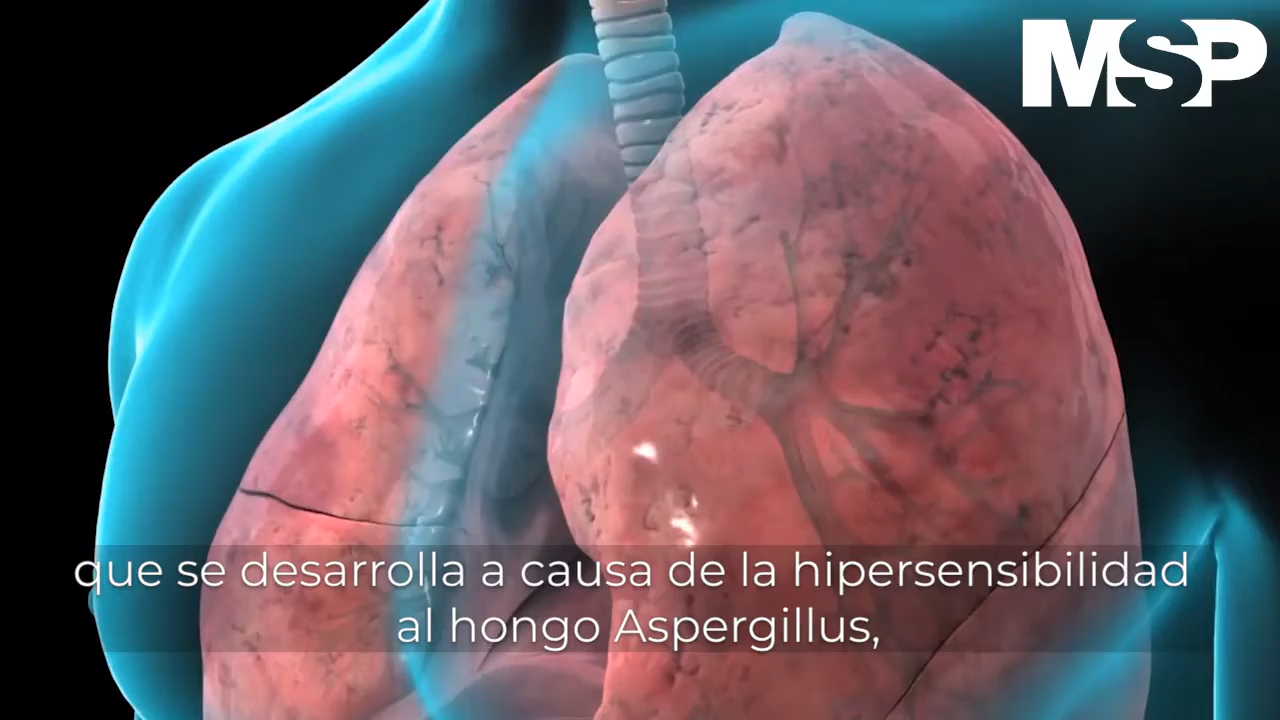 MSP
que se desarrolla a causa de la hipersensibilidad
al hongo Aspergillus,